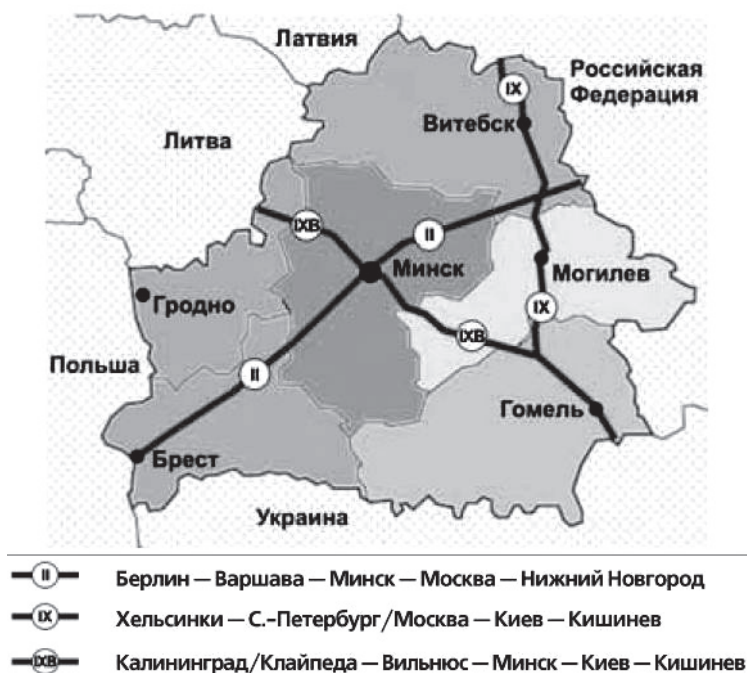 Латвия
Российская
Федерация
IX
Витебск
Литва
IXB
II
Минск
Могилев
Гродно
IX
IXB
Польша
II
Гомель
Брест
Украина
II Берлин — Варшава — Минск — Москва — Нижний Новгород
IX Хельсинки — С.-Петербург/Москва — Киев — Кишинев
IXB Калининград/Клайпеда — Вильнюс — Минск — Киев — Кишинев